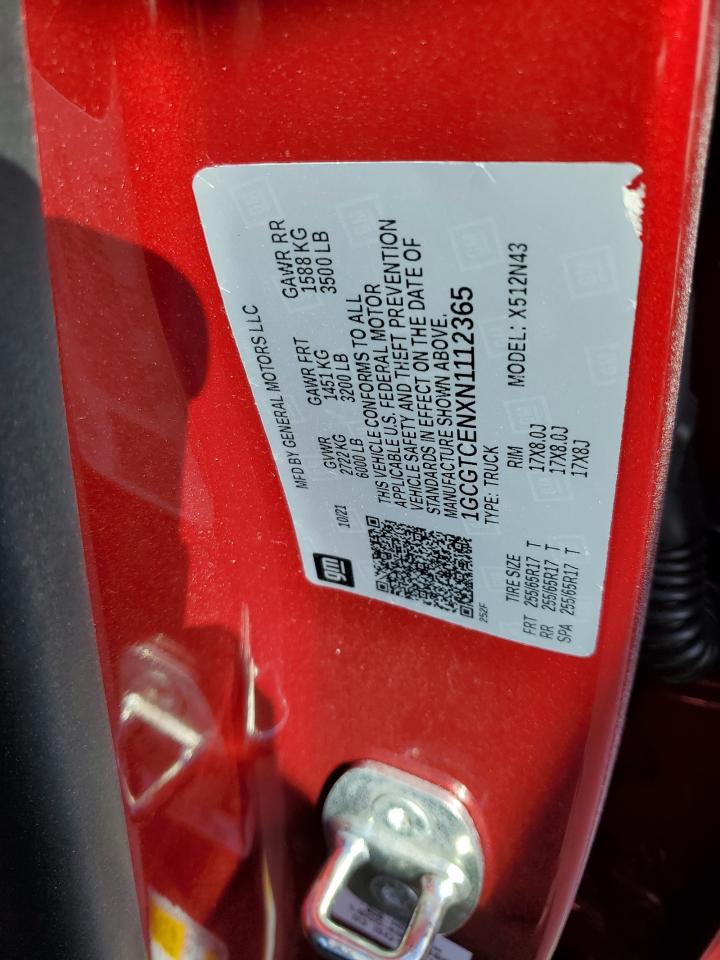 gm
MFD BY GENERAL MOTORS LLC
10/21 GVWR GAWR FRT GAWR RR
2722 KG 1451 KG 1588 KG
6000 LB 3200 LB 3500 LB
THIS VEHICLE CONFORMS TO ALL
APPLICABLE U.S. FEDERAL MOTOR
VEHICLE SAFETY AND THEFT PREVENTION
STANDARDS IN EFFECT ON THE DATE OF
MANUFACTURE SHOWN ABOVE.
1GCGTCENXN1112365
252F TYPE: TRUCK MODEL: X512N43
TIRE SIZE RIM
FRT 255/65R17 T 17X8.0J
RR 255/65R17 T 17X8.0J
SPA 255/65R17 T 17X8J